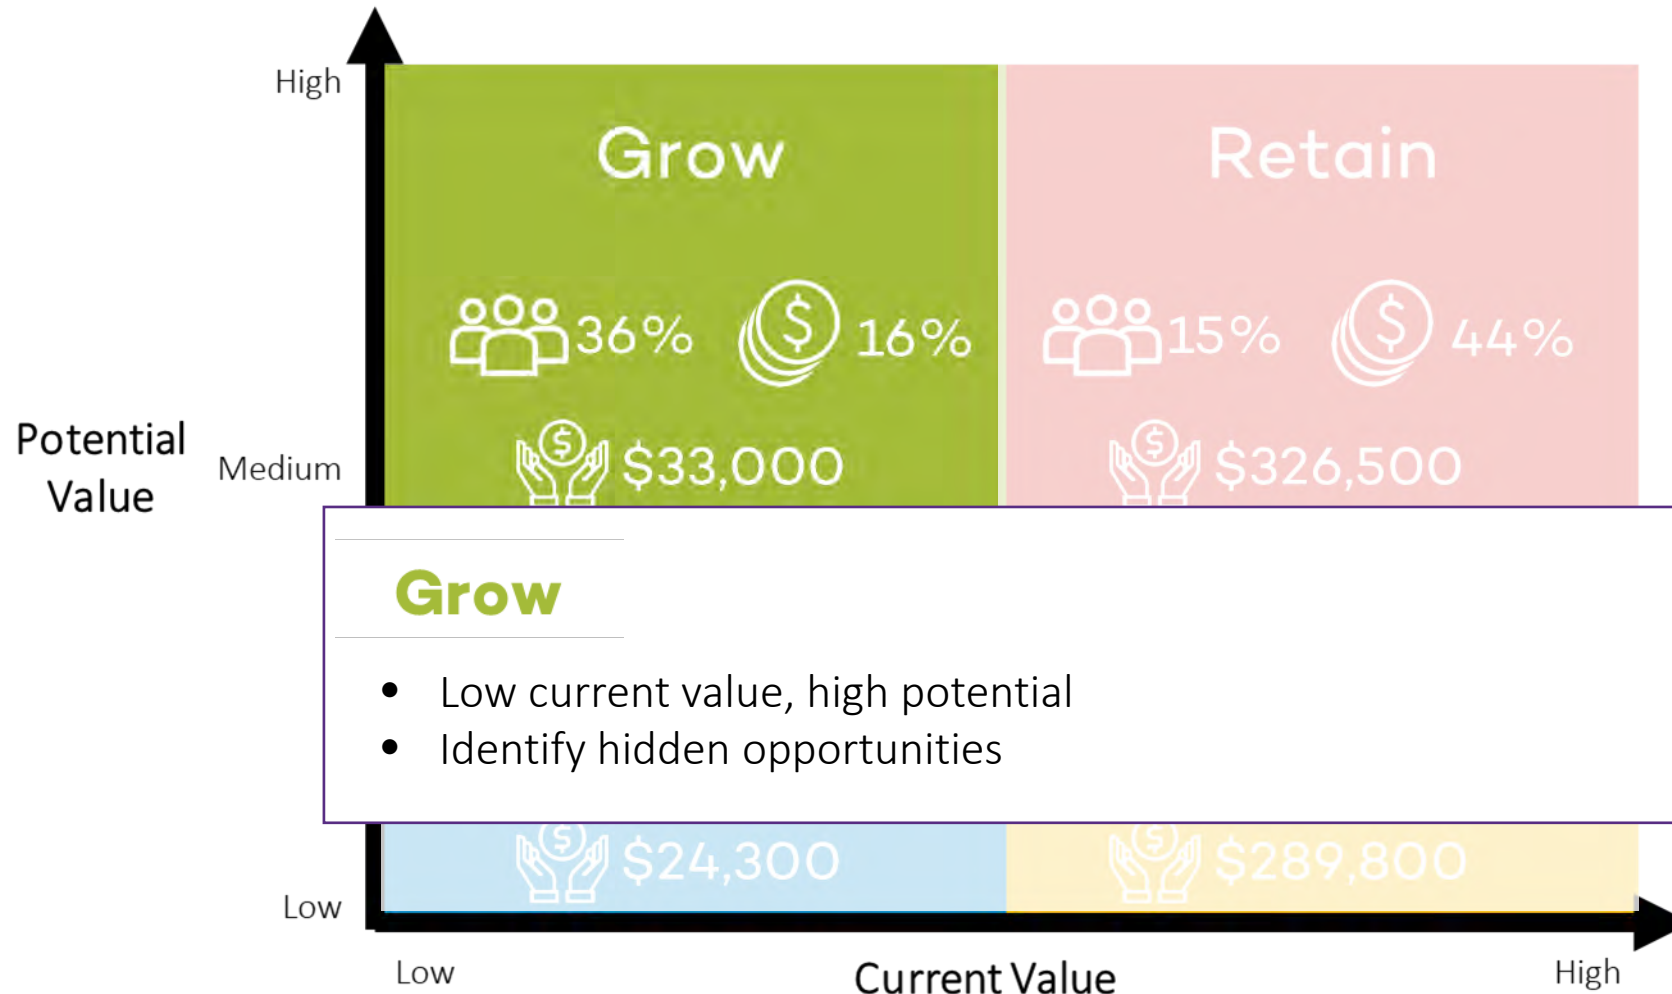 High
Grow
Retain
36% $ 16%
15% $ 44%
Potential
Value
Medium
$ $33,000
$ $326,500
Grow
• Low current value, high potential
• Identify hidden opportunities
$ $24,300
$ $289,800
Low
Low
Current Value
High